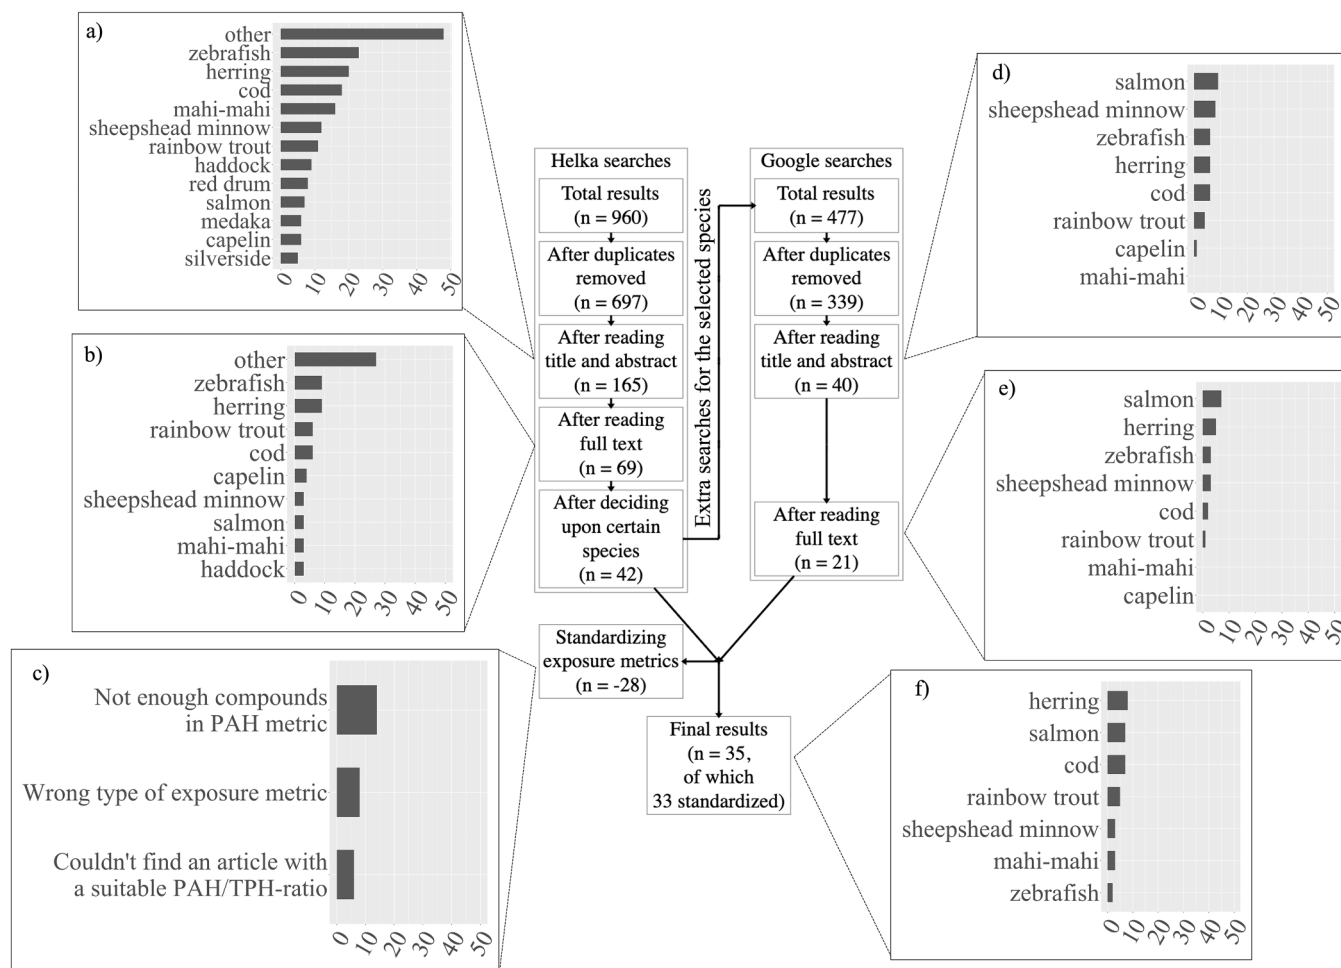 a)
other
zebrafish
herring
cod
mahi-mahi
sheepshead minnow
rainbow trout
haddock
red drum
salmon
medaka
capelin
silverside
0 10 20 30 40 50
b)
other
zebrafish
herring
rainbow trout
cod
capelin
sheepshead minnow
salmon
mahi-mahi
haddock
0 10 20 30 40 50
c)
Not enough compounds
in PAH metric
Wrong type of exposure metric
Couldn't find an article with
a suitable PAH/TPH-ratio
0 10 20 30 40 50
Helka searches
Total results
(n = 960)
After duplicates
removed
(n = 697)
After reading
title and abstract
(n = 165)
After reading
full text
(n = 69)
After deciding
upon certain
species
(n = 42)
Extra searches for the selected species
Google searches
Total results
(n = 477)
After duplicates
removed
(n = 339)
After reading
title and abstract
(n = 40)
After reading
full text
(n = 21)
Standardizing
exposure metrics
(n = -28)
Final results
(n = 35,
of which
33 standardized)
d)
salmon
sheepshead minnow
zebrafish
herring
cod
rainbow trout
capelin
mahi-mahi
0 10 20 30 40 50
e)
salmon
herring
zebrafish
sheepshead minnow
cod
rainbow trout
mahi-mahi
capelin
0 10 20 30 40 50
f)
herring
salmon
cod
rainbow trout
sheepshead minnow
mahi-mahi
zebrafish
0 10 20 30 40 50